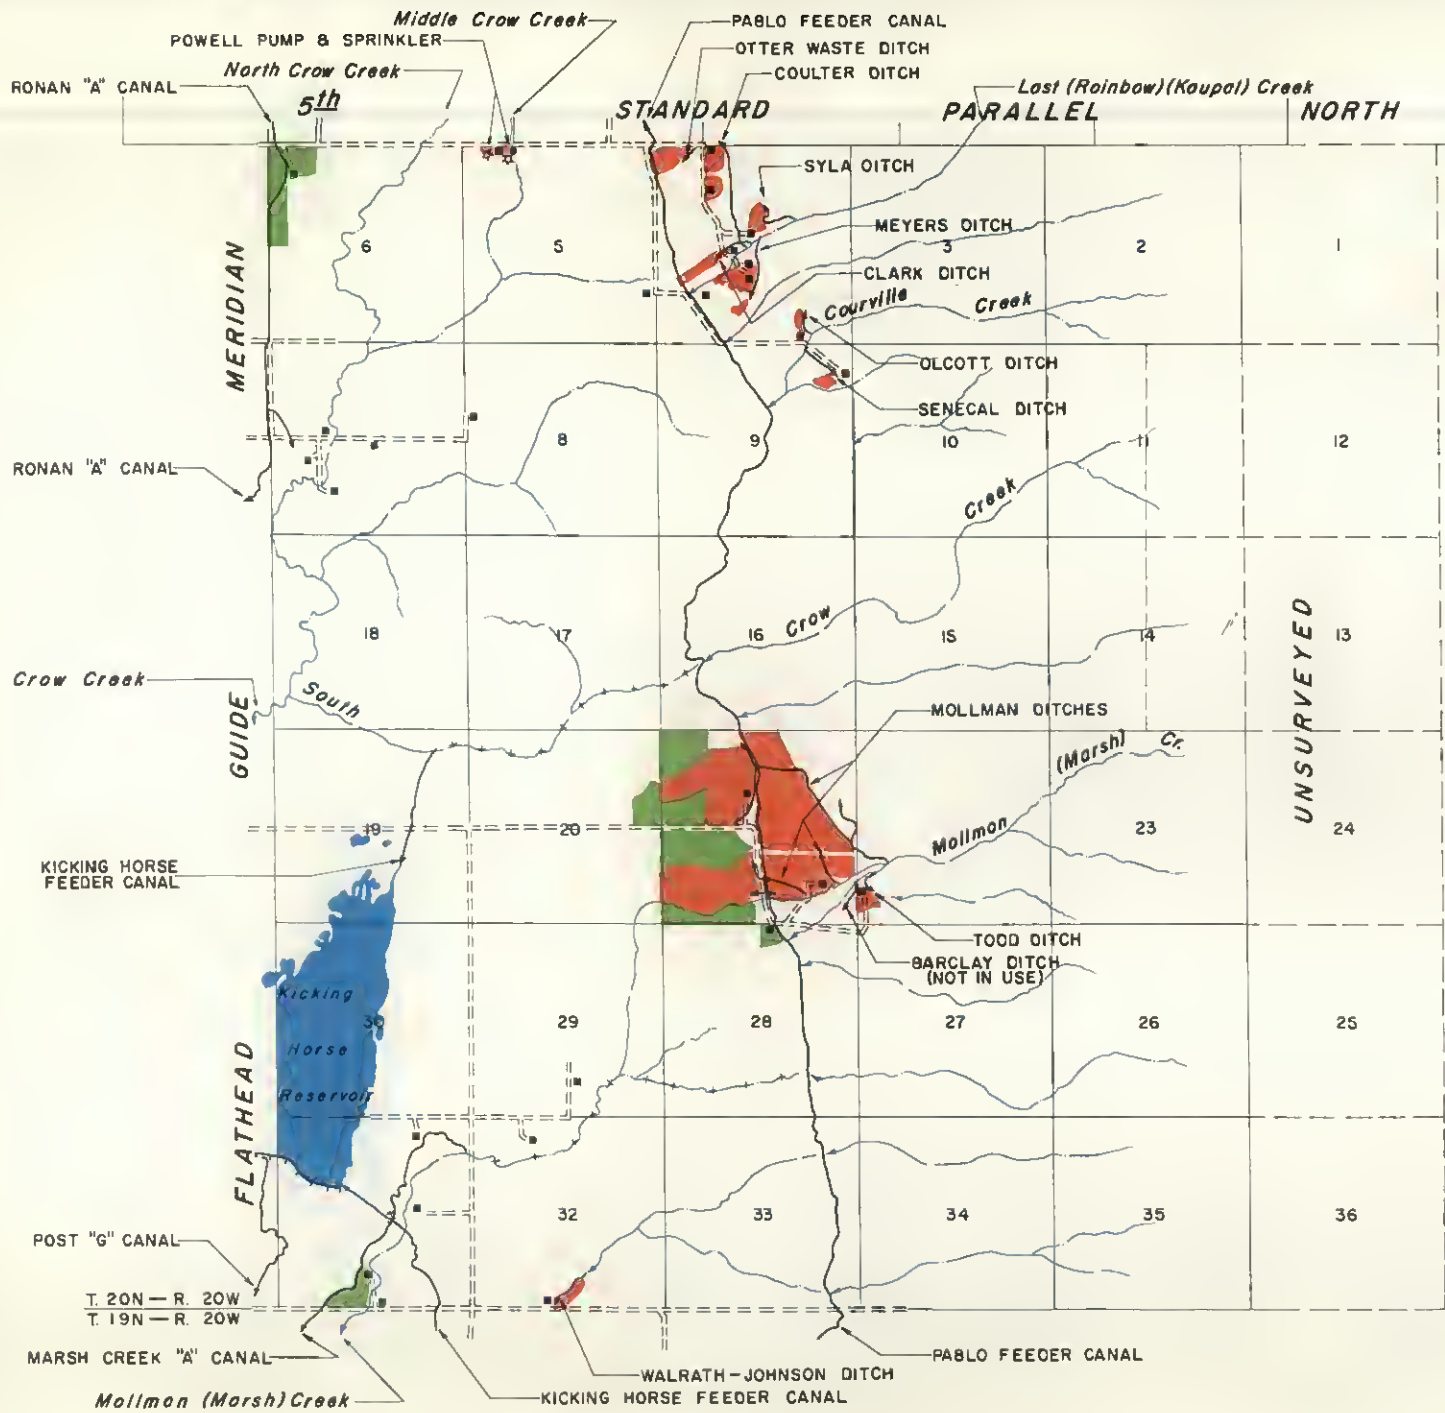 Middle Crow Creek
PABLO FEEDER CANAL
POWELL PUMP & SPRINKLER
OTTER WASTE DITCH
North Crow Creek
COULTER DITCH
RONAN "A" CANAL
Lost (Rainbow)(Kaupal) Creek
5th STANDARD PARALLEL NORTH
SYLA DITCH
MEYERS DITCH
6 5 3 2 1
CLARK DITCH
Courville Creek
MERIDIAN
OLCOTT DITCH
SENECAL DITCH
8 9 10 11 12
RONAN "A" CANAL
Creek
UNSURVEYED
Crow
18 17 16 15 14 13
Crow Creek
South
MOLLMAN DITCHES
GUIDE
(Marsh) Cr.
Mollman
19 20 23 24
KICKING HORSE
FEEDER CANAL
TODD DITCH
BARCLAY DITCH
(NOT IN USE)
Kicking
30 29 28 27 26 25
Horse
Reservoir
FLATHEAD
32 33 34 35 36
POST "G" CANAL
T. 20N — R. 20W
T. 19N — R. 20W
MARSH CREEK "A" CANAL
PABLO FEEDER CANAL
WALRATH-JOHNSON DITCH
Mollman (Marsh) Creek
KICKING HORSE FEEDER CANAL